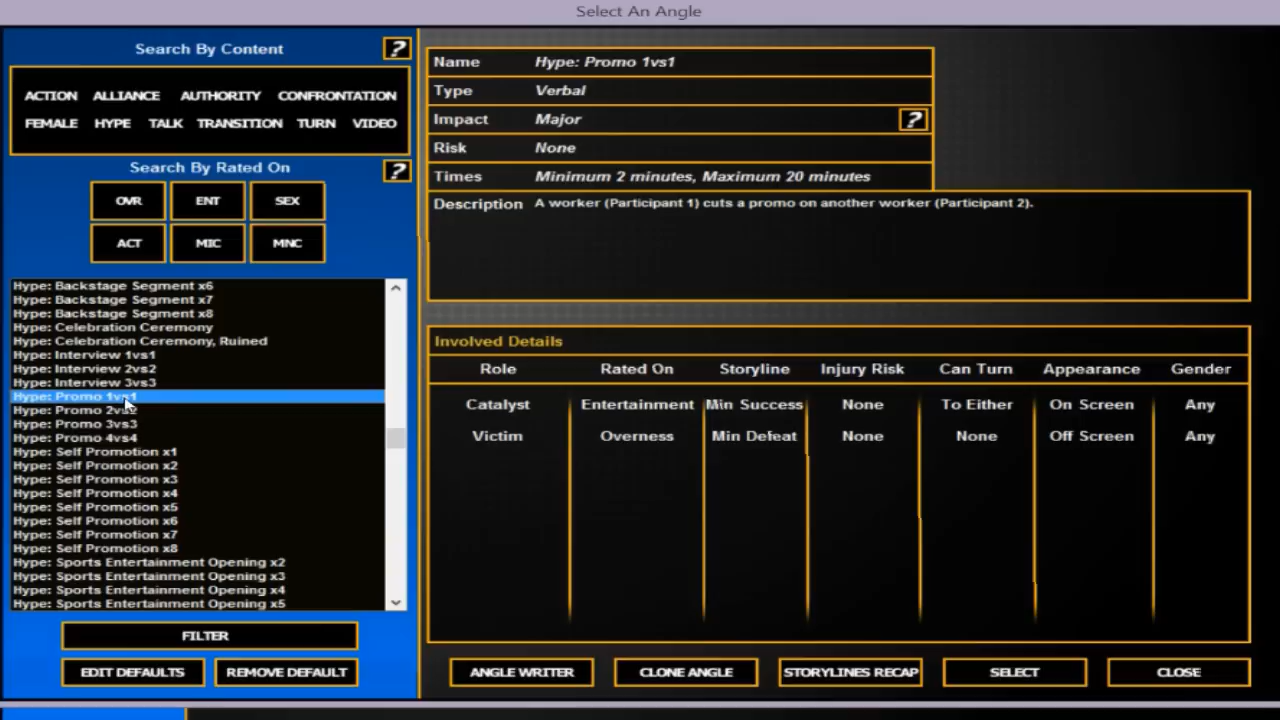 Select An Angle
Search By Content
?
ACTION ALLIANCE AUTHORITY CONFRONTATION
FEMALE HYPE TALK TRANSITION TURN VIDEO
Search By Rated On
?
OVR ENT SEX
ACT MIC MNC
Hype: Backstage Segment x6
Hype: Backstage Segment x7
Hype: Backstage Segment x8
Hype: Celebration Ceremony
Hype: Celebration Ceremony, Ruined
Hype: Interview 1vs1
Hype: Interview 2vs2
Hype: Interview 3vs3
Hype: Promo 1vs1
Hype: Promo 2vs2
Hype: Promo 3vs3
Hype: Promo 4vs4
Hype: Self Promotion x1
Hype: Self Promotion x2
Hype: Self Promotion x3
Hype: Self Promotion x4
Hype: Self Promotion x5
Hype: Self Promotion x6
Hype: Self Promotion x7
Hype: Self Promotion x8
Hype: Sports Entertainment Opening x2
Hype: Sports Entertainment Opening x3
Hype: Sports Entertainment Opening x4
Hype: Sports Entertainment Opening x5
FILTER
EDIT DEFAULTS REMOVE DEFAULT
Name Hype: Promo 1vs1
Type Verbal
Impact Major ?
Risk None
Times Minimum 2 minutes, Maximum 20 minutes
Description A worker (Participant 1) cuts a promo on another worker (Participant 2).
Involved Details
Role Rated On Storyline Injury Risk Can Turn Appearance Gender
Catalyst Entertainment Min Success None To Either On Screen Any
Victim Overness Min Defeat None None Off Screen Any
ANGLE WRITER CLONE ANGLE STORYLINES RECAP SELECT CLOSE